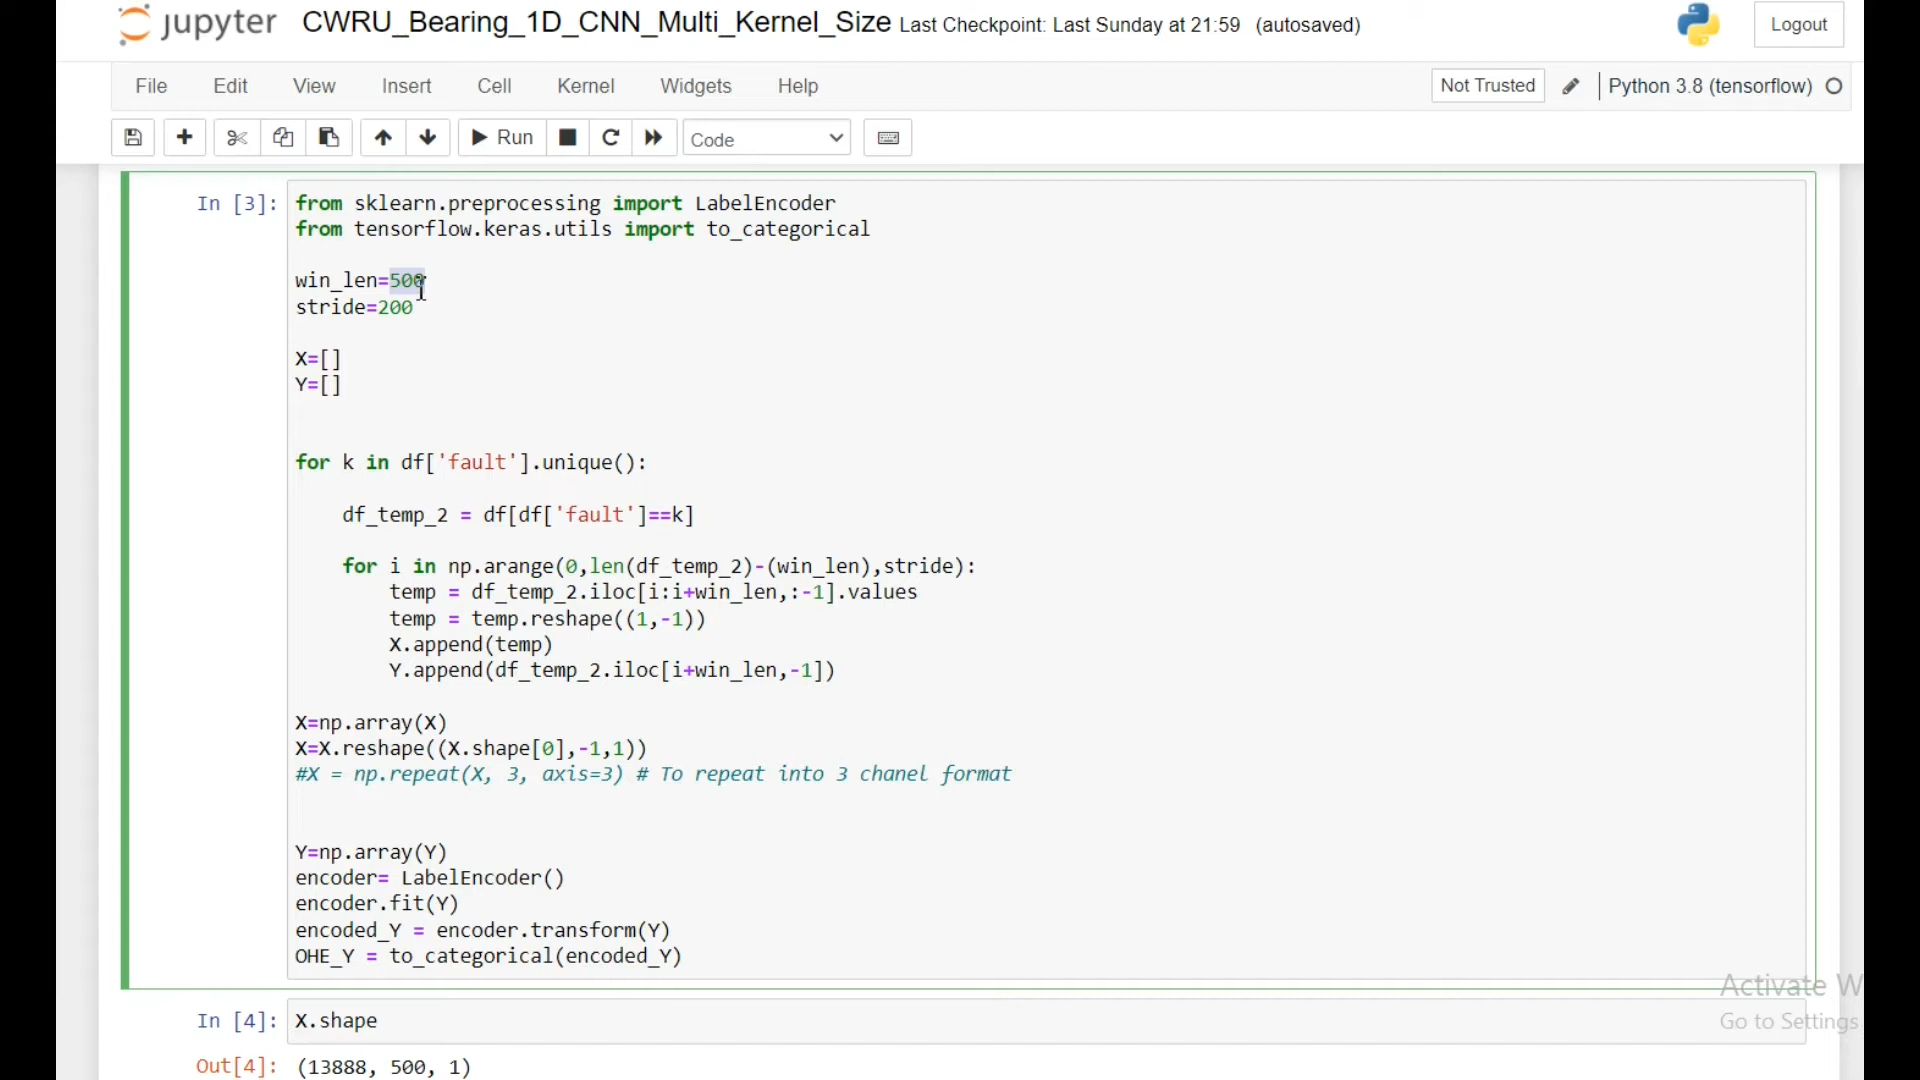 jupyter CWRU_Bearing_1D_CNN_Multi_Kernel_Size Last Checkpoint: Last Sunday at 21:59 (autosaved) Logout
File Edit View Insert Cell Kernel Widgets Help Not Trusted Python 3.8 (tensorflow)
Run Code
In [3]:
from sklearn.preprocessing import LabelEncoder
from tensorflow.keras.utils import to_categorical
win_len=500
stride=200
X=[]
Y=[]
for k in df['fault'].unique():
    df_temp_2 = df[df['fault']==k]
    for i in np.arange(0,len(df_temp_2)-(win_len),stride):
        temp = df_temp_2.iloc[i:i+win_len,:-1].values
        temp = temp.reshape((1,-1))
        X.append(temp)
        Y.append(df_temp_2.iloc[i+win_len,-1])
X=np.array(X)
X=X.reshape((X.shape[0],-1,1))
#X = np.repeat(X, 3, axis=3) # To repeat into 3 chanel format
Y=np.array(Y)
encoder= LabelEncoder()
encoder.fit(Y)
encoded_Y = encoder.transform(Y)
OHE_Y = to_categorical(encoded_Y)
Activate W
Go to Settings
In [4]: X.shape
Out[4]: (13888, 500, 1)